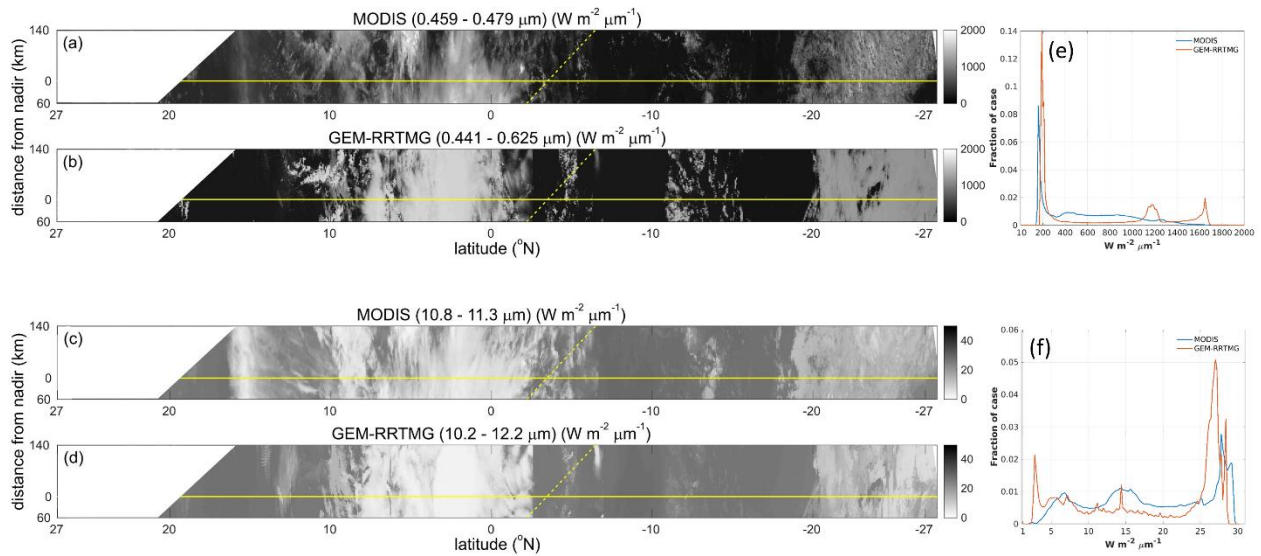 MODIS (0.459 - 0.479 μm) (W m-2 μm-1)
(a)
140
0
60
27
20
10
0
-10
-20
-27
2000
1000
0
GEM-RRTMG (0.441 - 0.625 μm) (W m-2 μm-1)
(b)
140
0
60
27
20
10
0
-10
-20
-27
2000
1000
0
distance from nadir (km)
latitude (oN)
(e)
MODIS
GEM-RRTMG
Fraction of case
0.14
0.12
0.1
0.08
0.06
0.04
0.02
0
10 200 400 600 800 1000 1200 1400 1600 1800 2000
W m-2 μm-1
MODIS (10.8 - 11.3 μm) (W m-2 μm-1)
(c)
140
0
60
27
20
10
0
-10
-20
-27
40
20
0
GEM-RRTMG (10.2 - 12.2 μm) (W m-2 μm-1)
(d)
140
0
60
27
20
10
0
-10
-20
-27
40
20
0
distance from nadir (km)
latitude (oN)
(f)
MODIS
GEM-RRTMG
Fraction of case
0.06
0.05
0.04
0.03
0.02
0.01
0
1 5 10 15 20 25 30
W m-2 μm-1